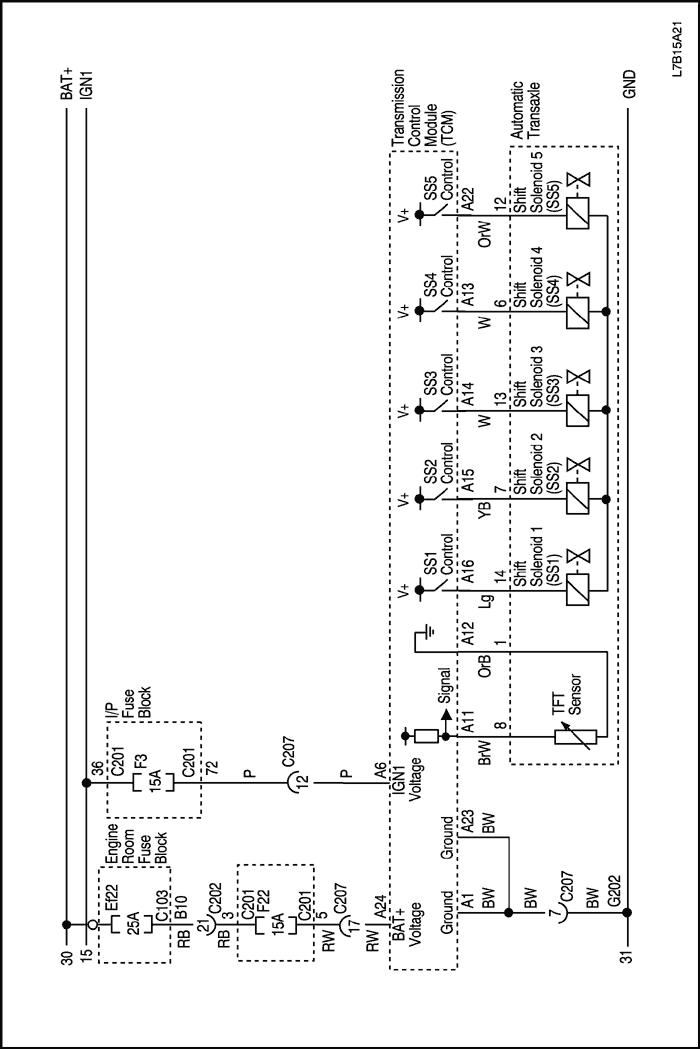 30
BAT+
15
IGN1
Engine
Room
Fuse
Block
Ef22
25A
C103
B10
RB
21
C202
RB
3
C201
F22
15A
C201
5
RW
17
C207
RW
A24
BAT+
Voltage
I/P
Fuse
Block
36
C201
F3
15A
C201
72
P
12
C207
P
A6
IGN1
Voltage
Transmission
Control
Module
(TCM)
Signal
V+
SS1
Control
V+
SS2
Control
V+
SS3
Control
V+
SS4
Control
V+
SS5
Control
Ground
A1
BW
Ground
A23
BW
BW
7
C207
BW
G202
A11
BrW
8
A12
OrB
1
A16
Lg
14
A15
YB
7
A14
W
13
A13
W
6
A22
OrW
12
Automatic
Transaxle
TFT
Sensor
Shift
Solenoid 1
(SS1)
Shift
Solenoid 2
(SS2)
Shift
Solenoid 3
(SS3)
Shift
Solenoid 4
(SS4)
Shift
Solenoid 5
(SS5)
31
GND
L7B15A21